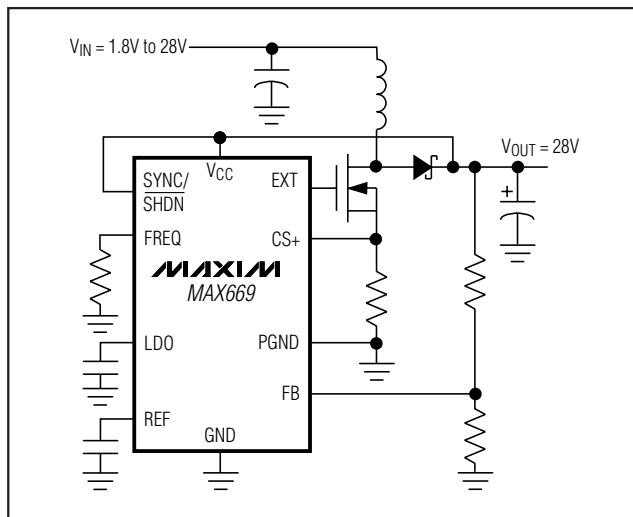 V_IN = 1.8V to 28V
V_OUT = 28V
V_CC
SYNC/
SHDN
EXT
FREQ
CS+
MAXIM
MAX669
LDO
PGND
FB
REF
GND
+